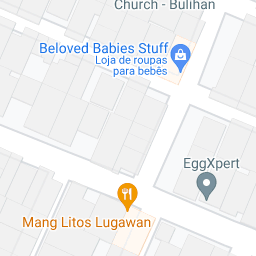 Church - Bulihan
Beloved Babies Stuff
Loja de roupas
para bebês
EggXpert
Mang Litos Lugawan